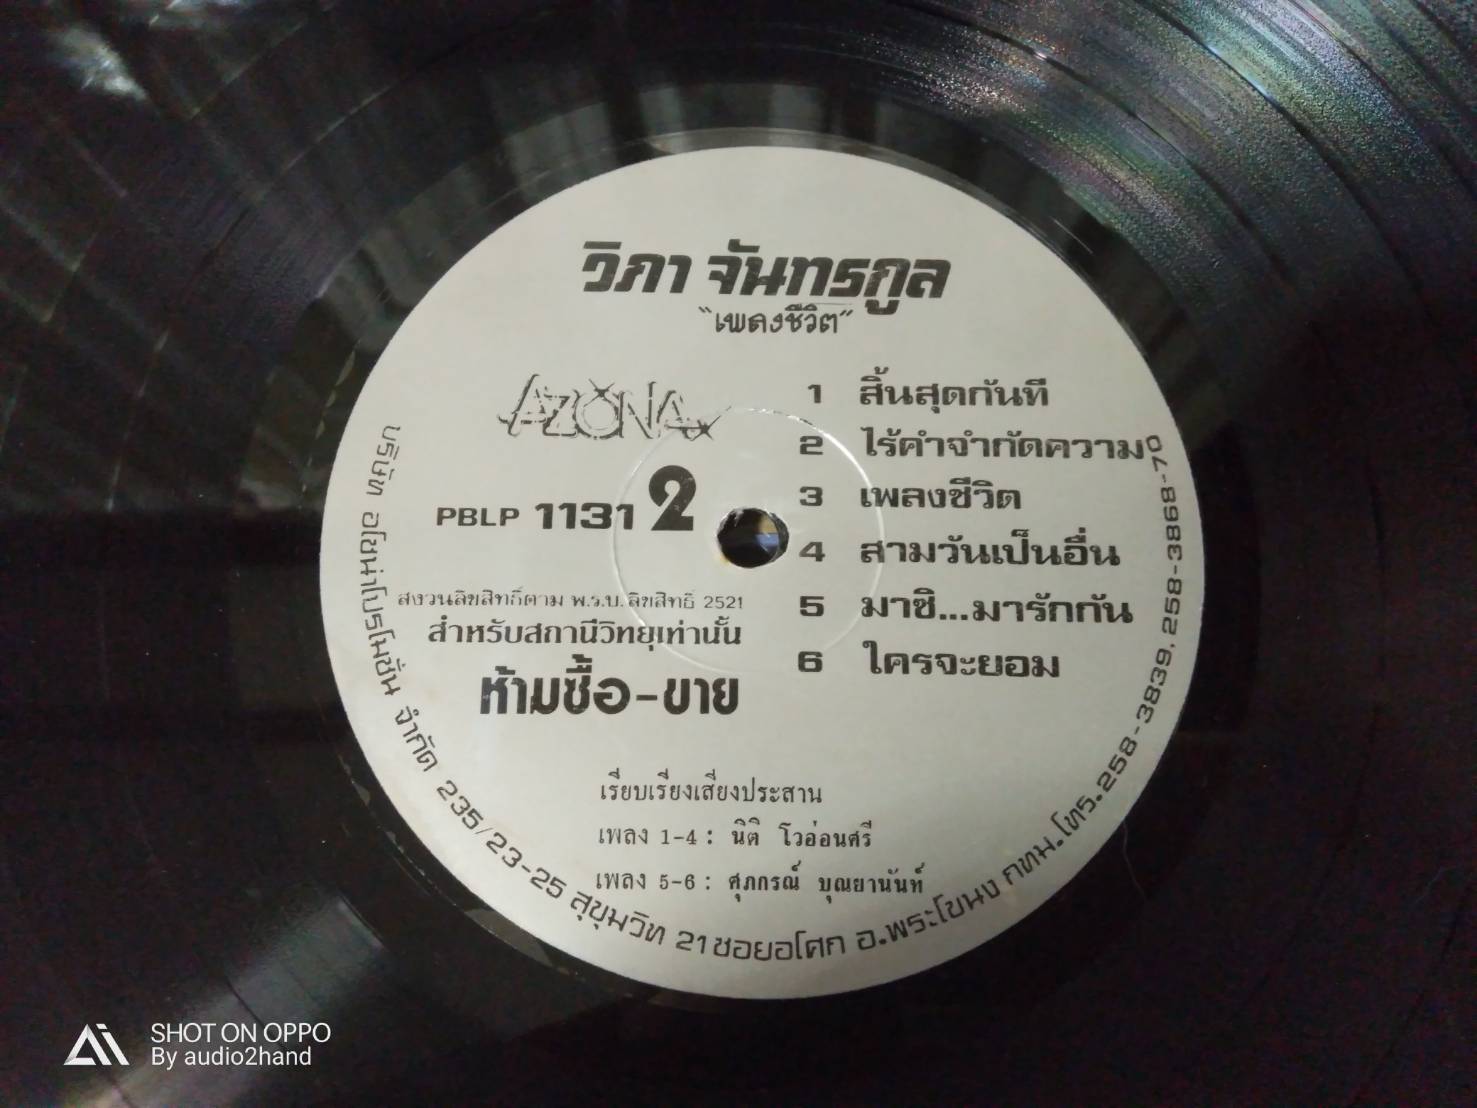 วิภา จันทรกูล
"เพลงชีวิต"
AZONA
PBLP 1131 2
สงวนลิขสิทธิ์ตาม พ.ร.บ. ลิขสิทธิ์ 2521
สำหรับสถานีวิทยุเท่านั้น
ห้ามซื้อ-ขาย
1 สิ้นสุดกันที
2 ไร้คำจำกัดความ
3 เพลงชีวิต
4 สามวันเป็นอื่น
5 มาซิ...มารักกัน
6 ใครจะยอม
เรียบเรียงเสียงประสาน
เพลง 1-4 : นิติ โวอ่อนศรี
เพลง 5-6 : ศุภกรณ์ บุณยานันท์
บริษัท อโซน่าโปรโมชั่น จำกัด 235/23-25 สุขุมวิท 21 ซอยอโศก อ.พระโขนง กทม. โทร. 258-3839, 258-3868-70
SHOT ON OPPO
By audio2hand